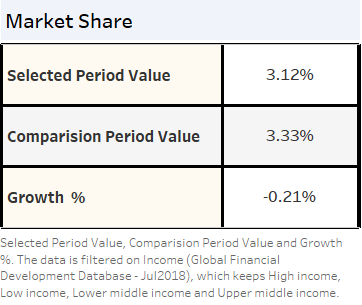 Market Share
Selected Period Value 3.12%
Comparision Period Value 3.33%
Growth % -0.21%
Selected Period Value, Comparision Period Value and Growth
%. The data is filtered on Income (Global Financial
Development Database - Jul2018), which keeps High income,
Low income, Lower middle income and Upper middle income.